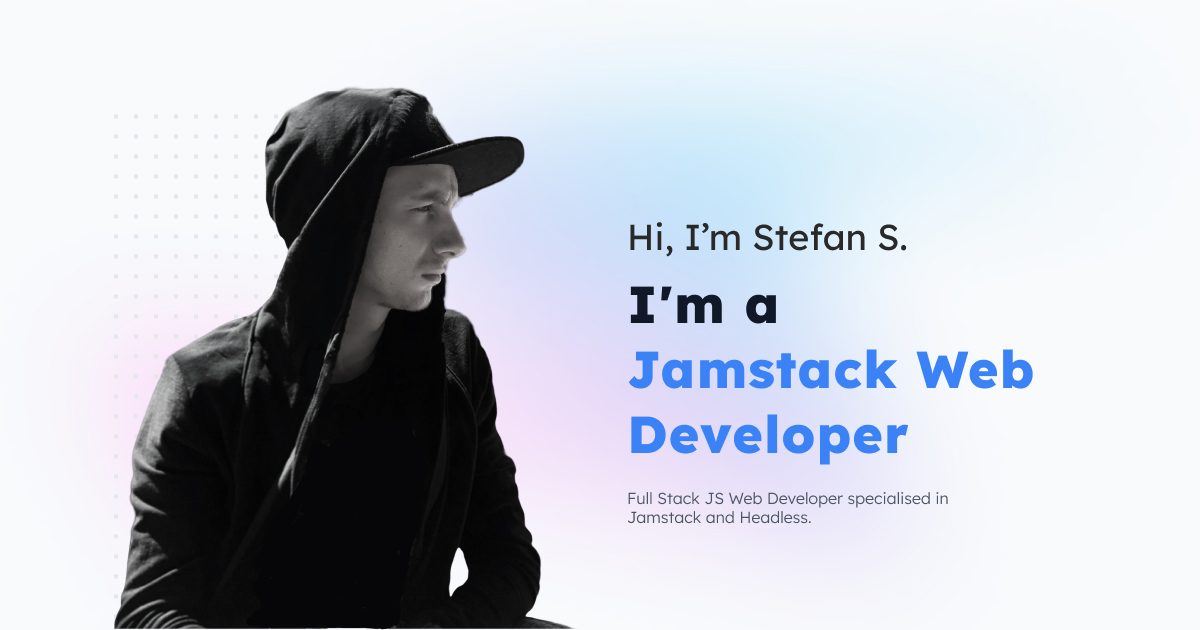 Hi, I’m Stefan S.
I'm a
Jamstack Web
Developer
Full Stack JS Web Developer specialised in
Jamstack and Headless.